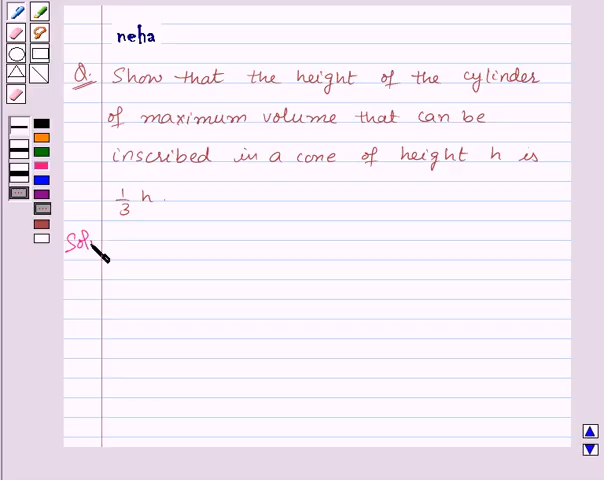 neha
Q. Show that the height of the cylinder
of maximum volume that can be
inscribed in a cone of height h is
1/3 h.
Sol